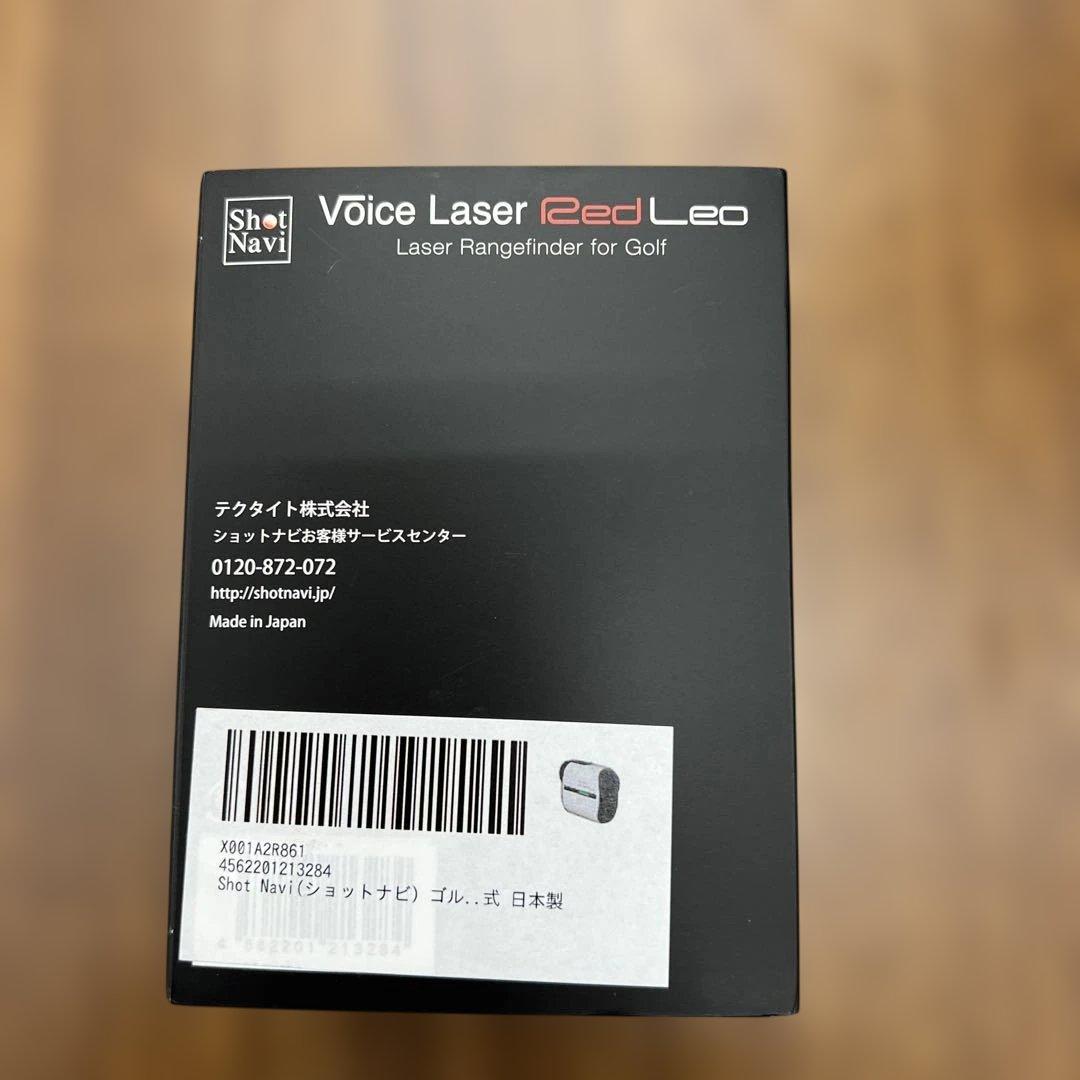 Shot
Navi
Voice Laser Red Leo
Laser Rangefinder for Golf
テクタイト株式会社
ショットナビお客様サービスセンター
0120-872-072
http://shotnavi.jp/
Made in Japan
X001A2R861
4562201213284
Shot Navi(ショットナビ) ゴル..式 日本製
4 562201 213284